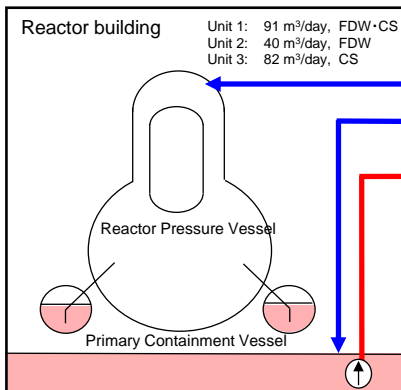 Reactor building
Unit 1: 91 m³/day, FDW・CS
Unit 2: 40 m³/day, FDW
Unit 3: 82 m³/day, CS
Reactor Pressure Vessel
Primary Containment Vessel